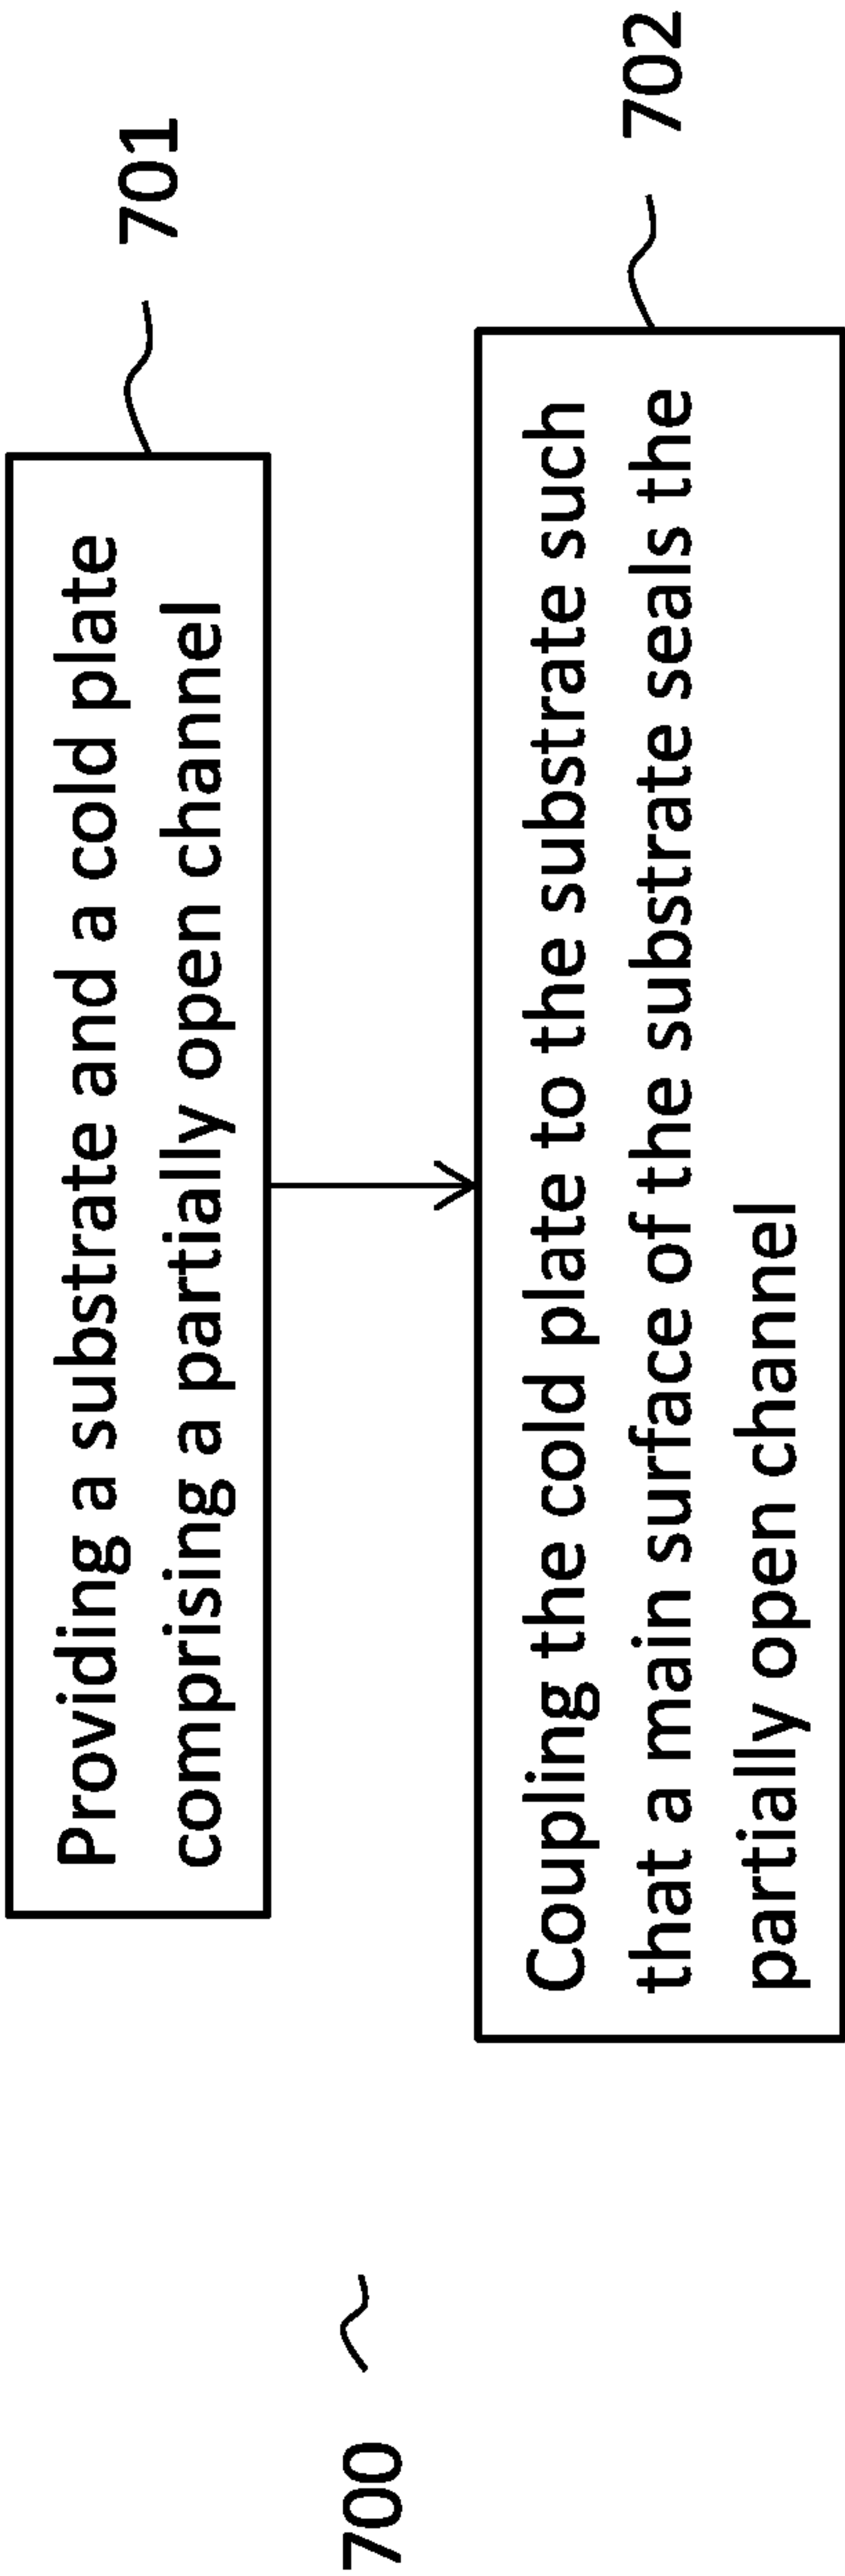 700
Providing a substrate and a cold plate
comprising a partially open channel
701
Coupling the cold plate to the substrate such
that a main surface of the substrate seals the
partially open channel
702